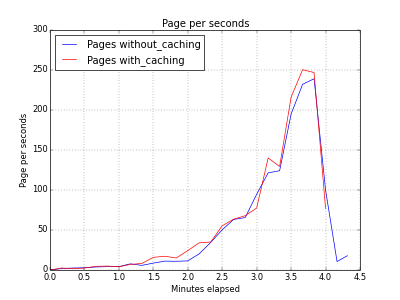 Page per seconds
Pages without_caching
Pages with_caching
300
250
200
150
100
50
0
Page per seconds
0.0 0.5 1.0 1.5 2.0 2.5 3.0 3.5 4.0 4.5
Minutes elapsed